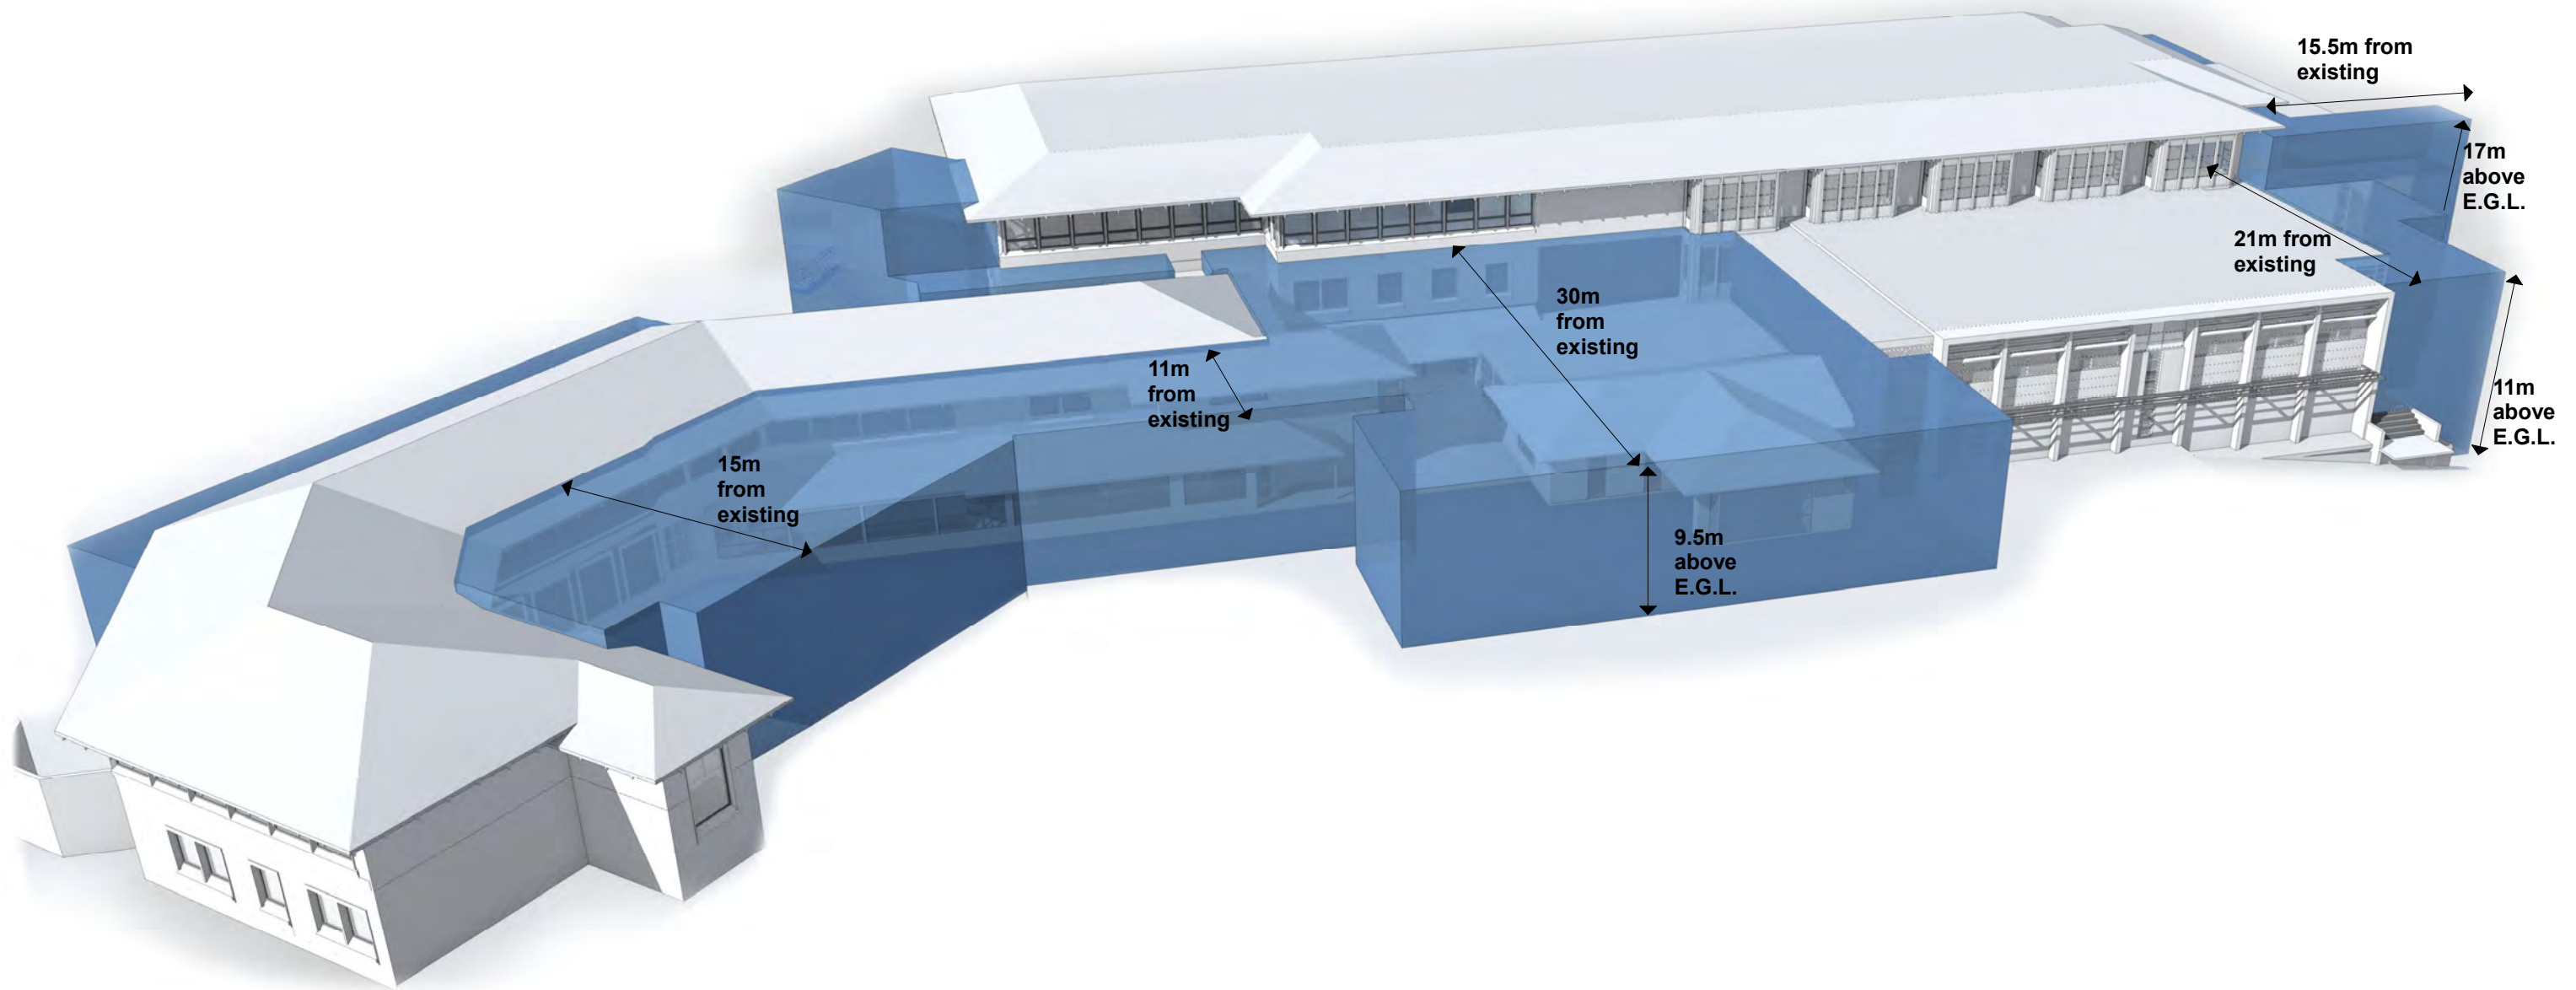 15.5m from
existing
17m
above
E.G.L.
21m from
existing
30m
from
existing
11m
from
existing
11m
above
E.G.L.
15m
from
existing
9.5m
above
E.G.L.